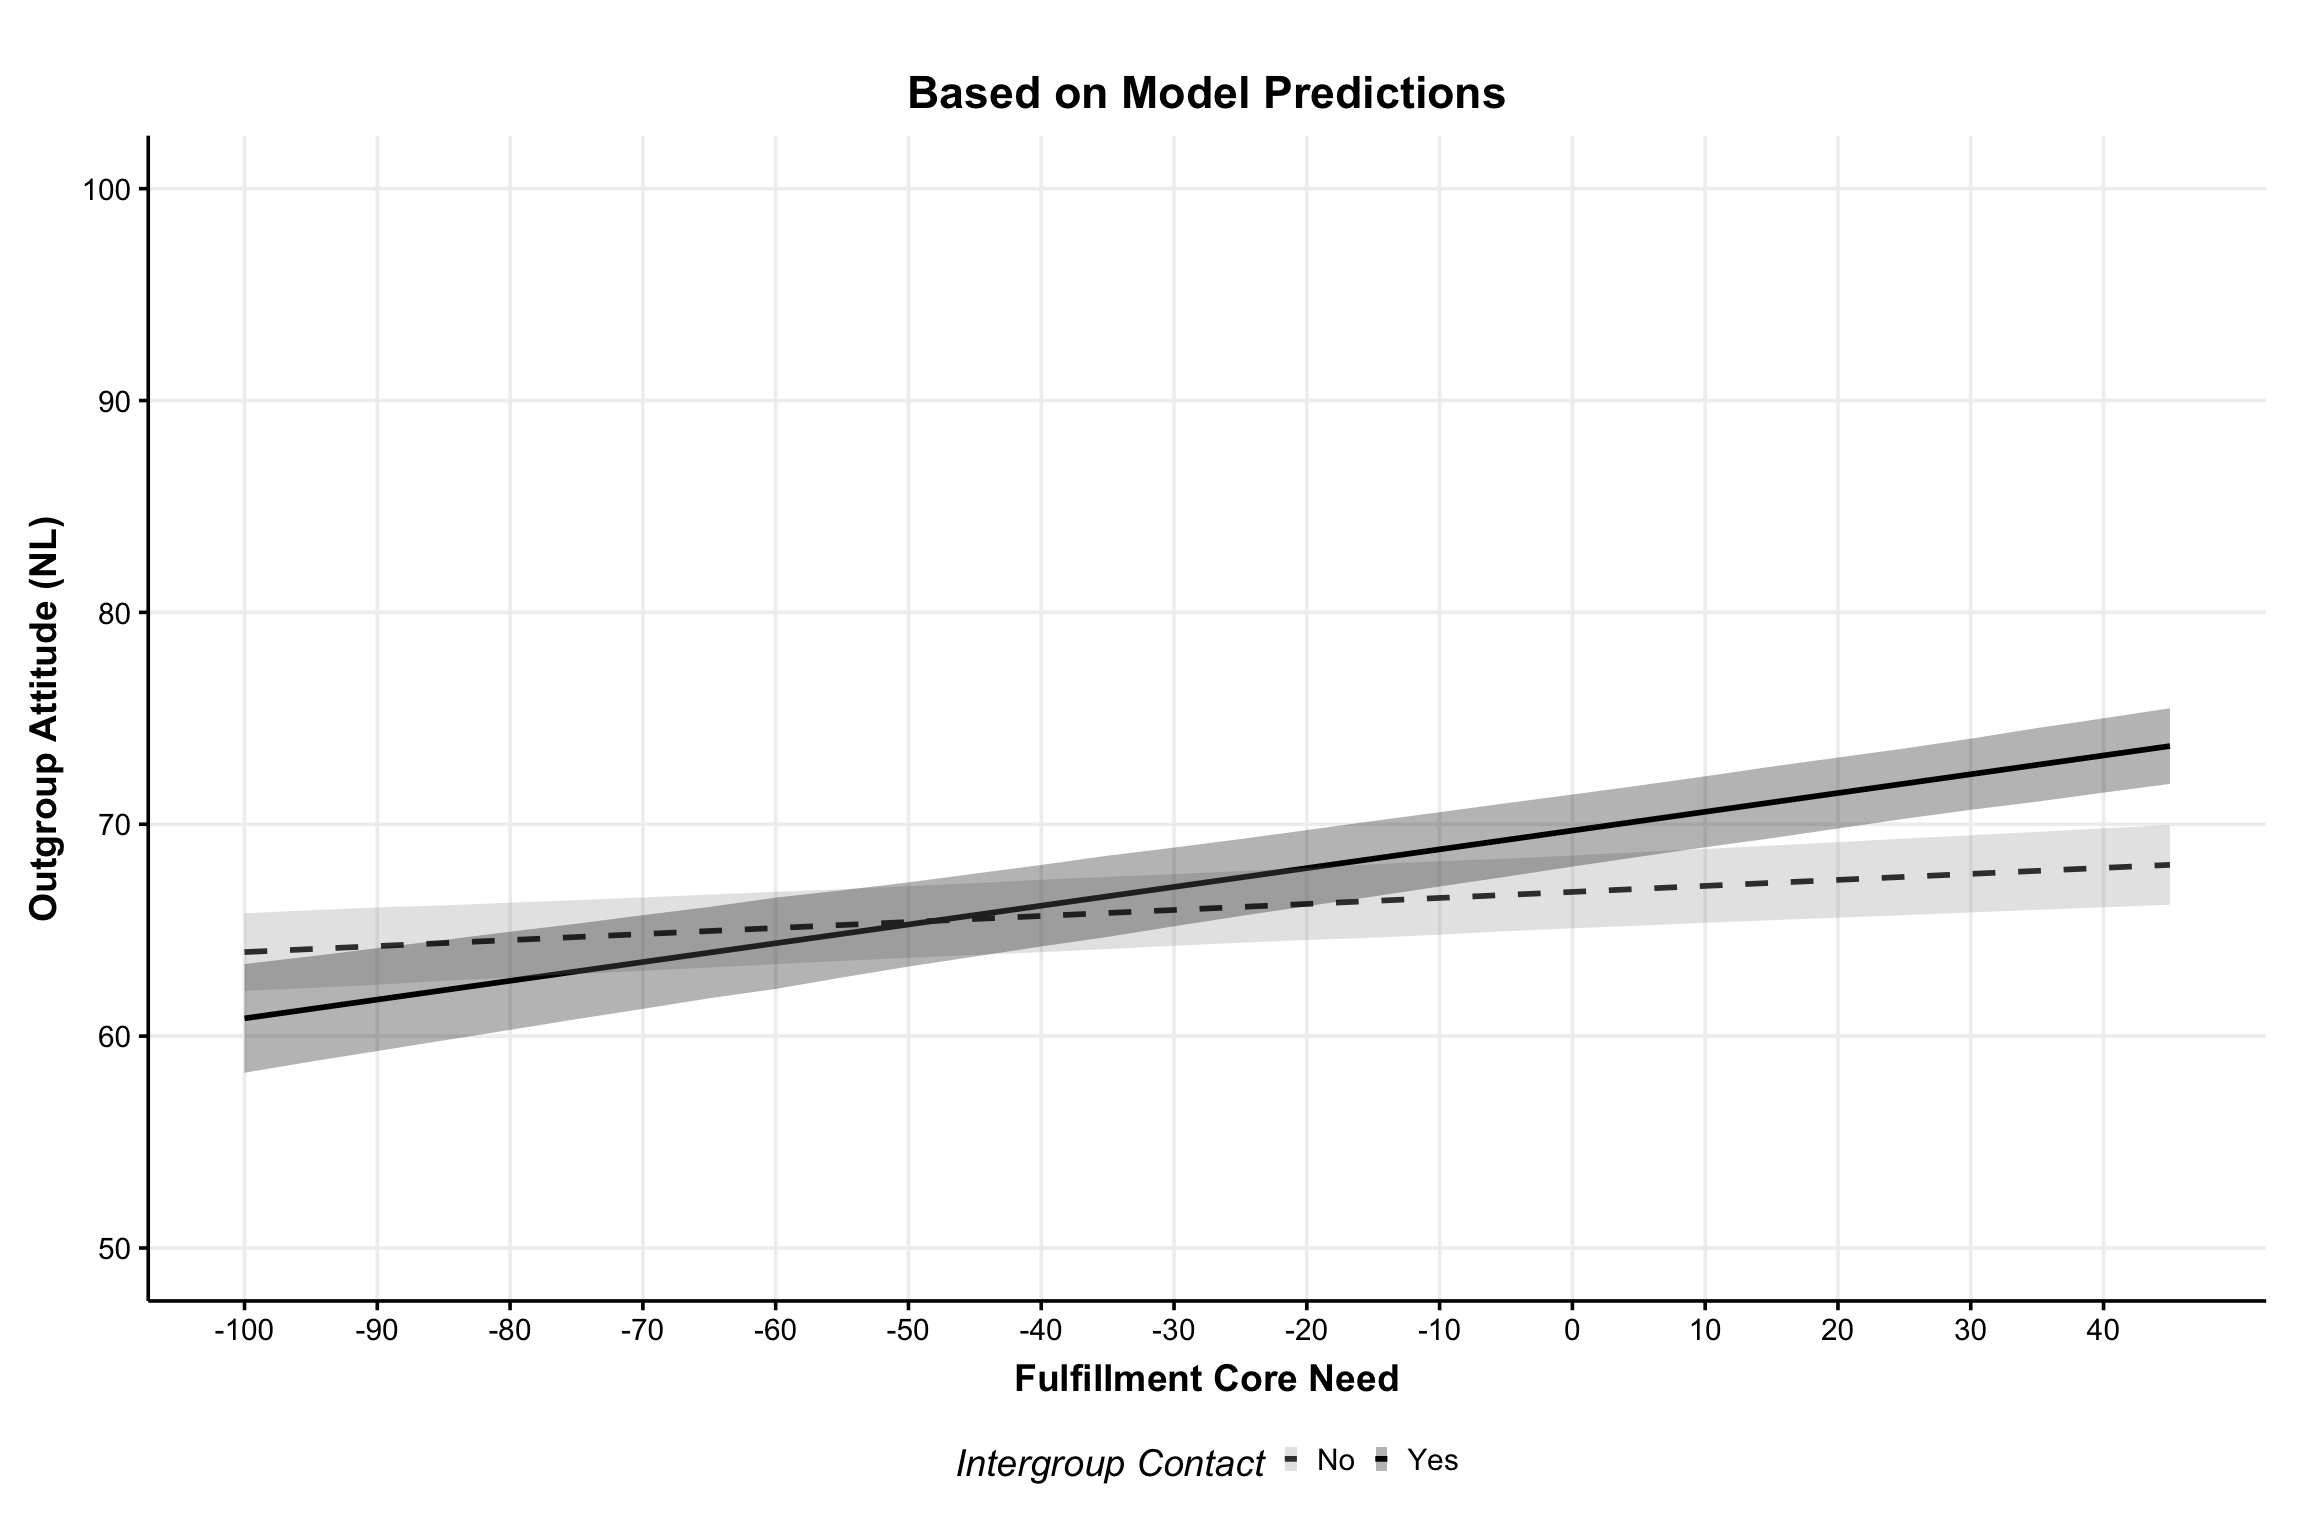 Based on Model Predictions
Outgroup Attitude (NL)
100
90
80
70
60
50
-100 -90 -80 -70 -60 -50 -40 -30 -20 -10 0 10 20 30 40
Fulfillment Core Need
Intergroup Contact No Yes